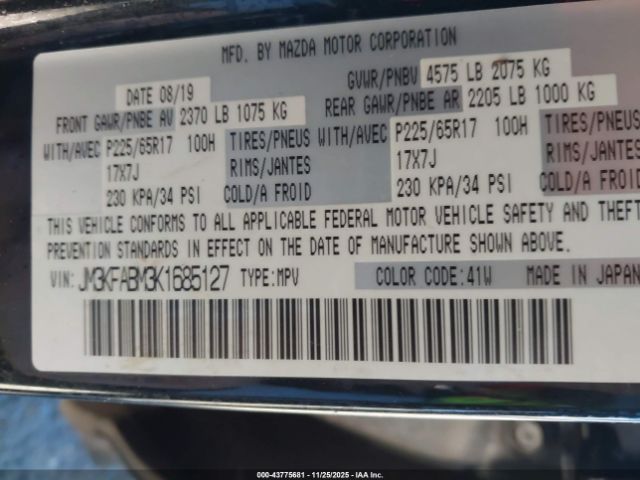 MFD. BY MAZDA MOTOR CORPORATION
DATE 08/19 GVWR/PNBV 4575 LB 2075 KG
FRONT GAWR/PNBE AV 2370 LB 1075 KG REAR GAWR/PNBE AR 2205 LB 1000 KG
WITH/AVEC P225/65R17 100H TIRES/PNEUS WITH/AVEC P225/65R17 100H TIRES/PNEUS
17X7J RIMS/JANTES 17X7J RIMS/JANTES
230 KPA/34 PSI COLD/A FROID 230 KPA/34 PSI COLD/A FROID
THIS VEHICLE CONFORMS TO ALL APPLICABLE FEDERAL MOTOR VEHICLE SAFETY AND THEFT
PREVENTION STANDARDS IN EFFECT ON THE DATE OF MANUFACTURE SHOWN ABOVE.
VIN: JM3KFABM3K1685127 TYPE:MPV COLOR CODE:41W MADE IN JAPAN
000-43775681 - 11/25/2025 - IAA Inc.